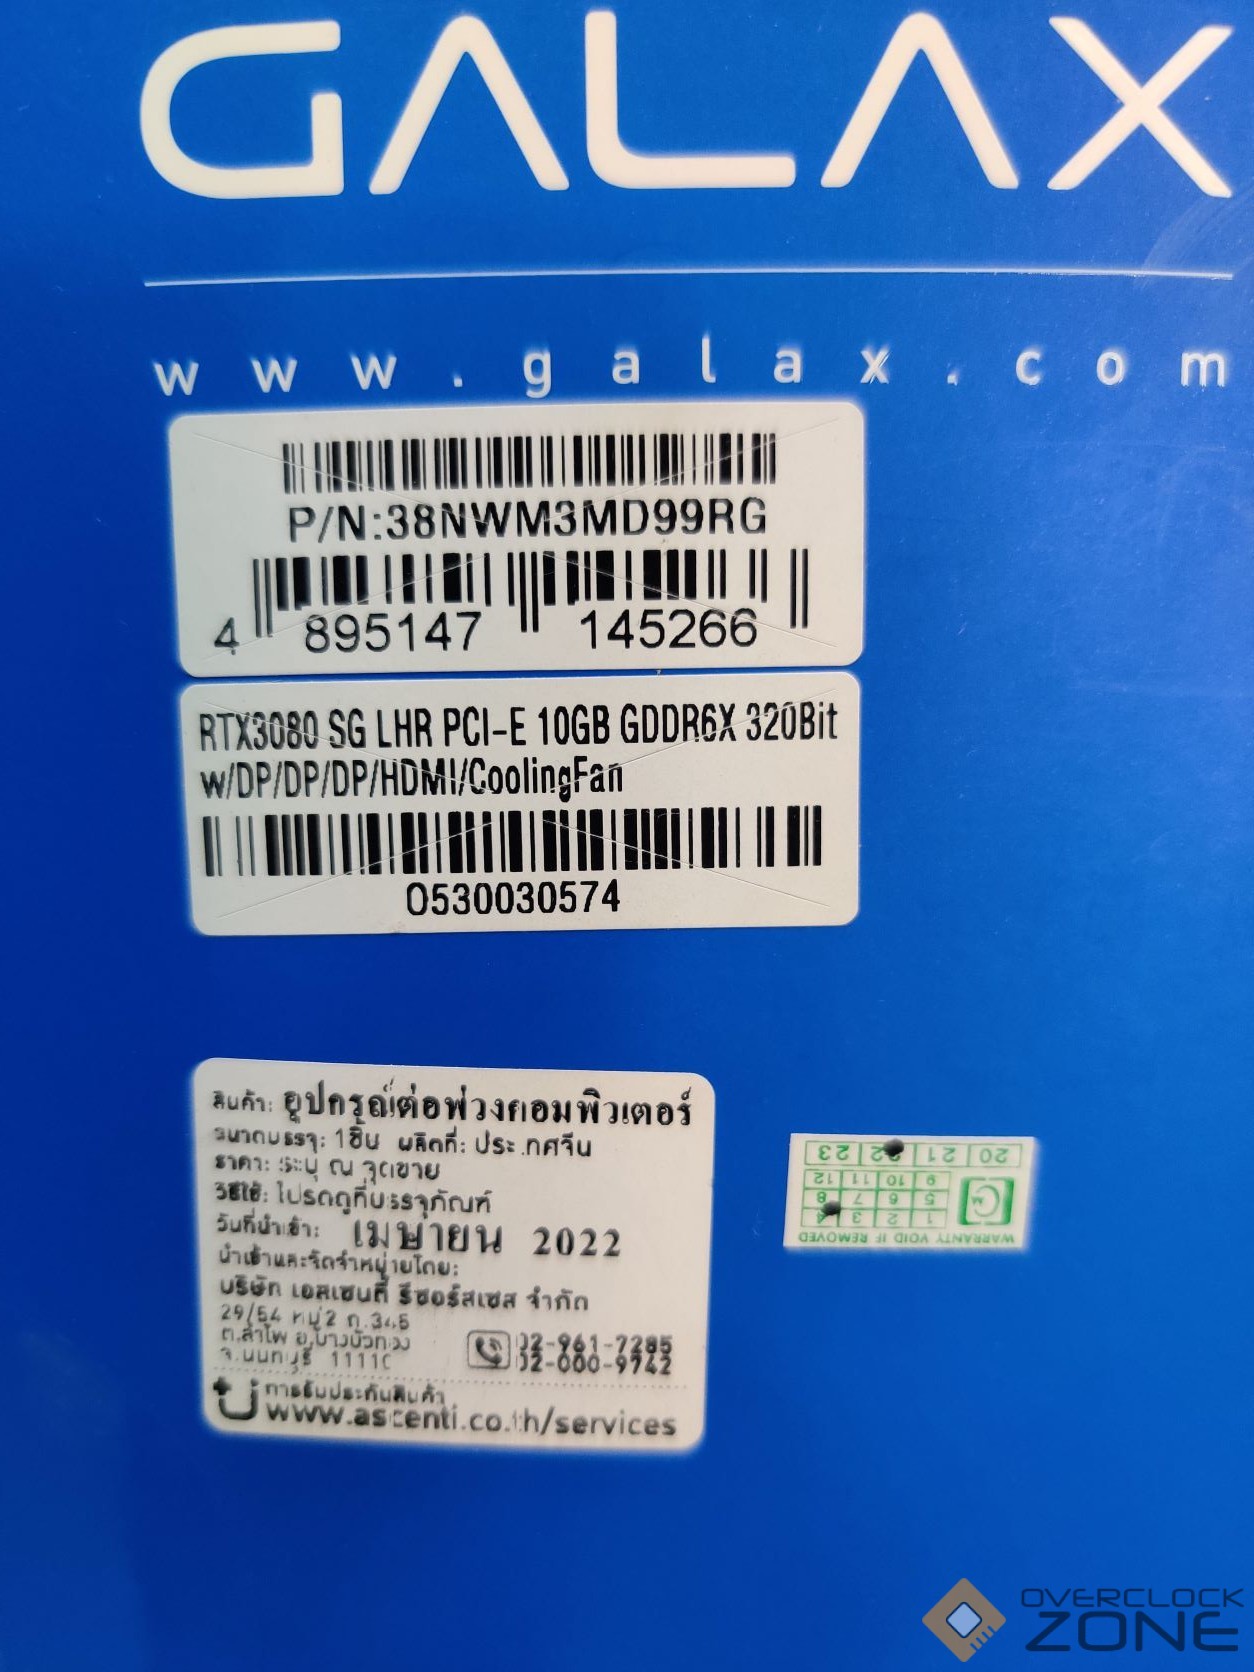 GALAX
www.galax.com
P/N:38NWM3MD99RG
4 895147 145266
RTX3080 SG LHR PCI-E 10GB GDDR6X 320Bit
w/DP/DP/DP/HDMI/CoolingFan
0530030574
สินค้า: อุปกรณ์ต่อพ่วงคอมพิวเตอร์
ขนาดบรรจุ: 1ชิ้น ผลิตที่: ประเทศจีน
ราคา: ระบุ ณ จุดขาย
วิธีใช้: โปรดดูที่บรรจุภัณฑ์
วันที่นำเข้า: เมษายน 2022
นำเข้าและจัดจำหน่ายโดย:
บริษัท เอสเซนตี้ รีซอร์สเซส จำกัด
29/54 หมู่2 ถ.345
ต.ลำโพ อ.บางบัวทอง
จ.นนทบุรี 11110
02-961-7285
02-000-9742
การรับประกันสินค้า
www.ascenti.co.th/services
WARRANTY VOID IF REMOVED
1 2 3 4
5 6 7 8
9 10 11 12
20 21 22 23
OVERCLOCK
ZONE